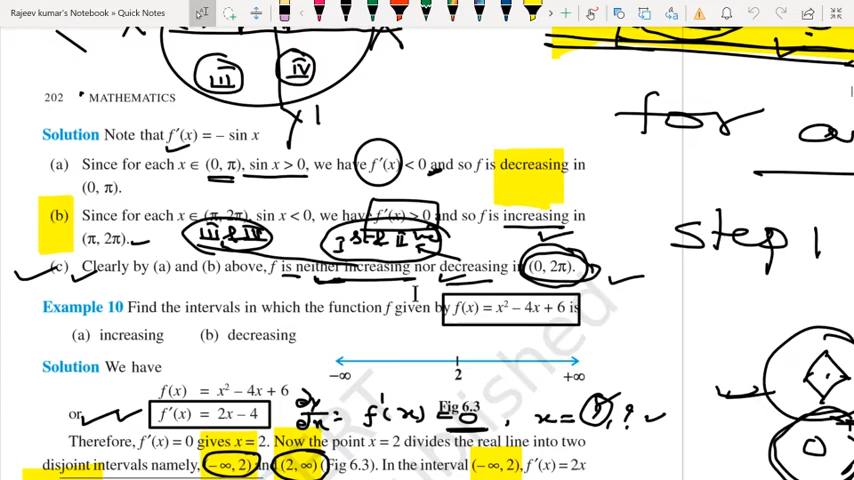 Rajeev kumar's Notebook » Quick Notes
III IV
202 MATHEMATICS
Solution Note that f′(x) = – sin x
(a) Since for each x ∈ (0, π), sin x > 0, we have f′(x) < 0 and so f is decreasing in
(0, π).
(b) Since for each x ∈ (π, 2π), sin x < 0, we have f′(x) > 0 and so f is increasing in
(π, 2π).
III & IV
(c) Clearly by (a) and (b) above, f is neither increasing nor decreasing in (0, 2π).
Example 10 Find the intervals in which the function f given by f(x) = x² – 4x + 6 is
(a) increasing (b) decreasing
Solution We have
–∞ 2 +∞
f(x) = x² – 4x + 6
Fig 6.3
or f′(x) = 2x – 4
dy/dx = f'(x) = 0, x = ?, ?
Therefore, f′(x) = 0 gives x = 2. Now the point x = 2 divides the real line into two
disjoint intervals namely, (– ∞, 2) and (2, ∞) (Fig 6.3). In the interval (– ∞, 2), f′(x) = 2x
for
step 1